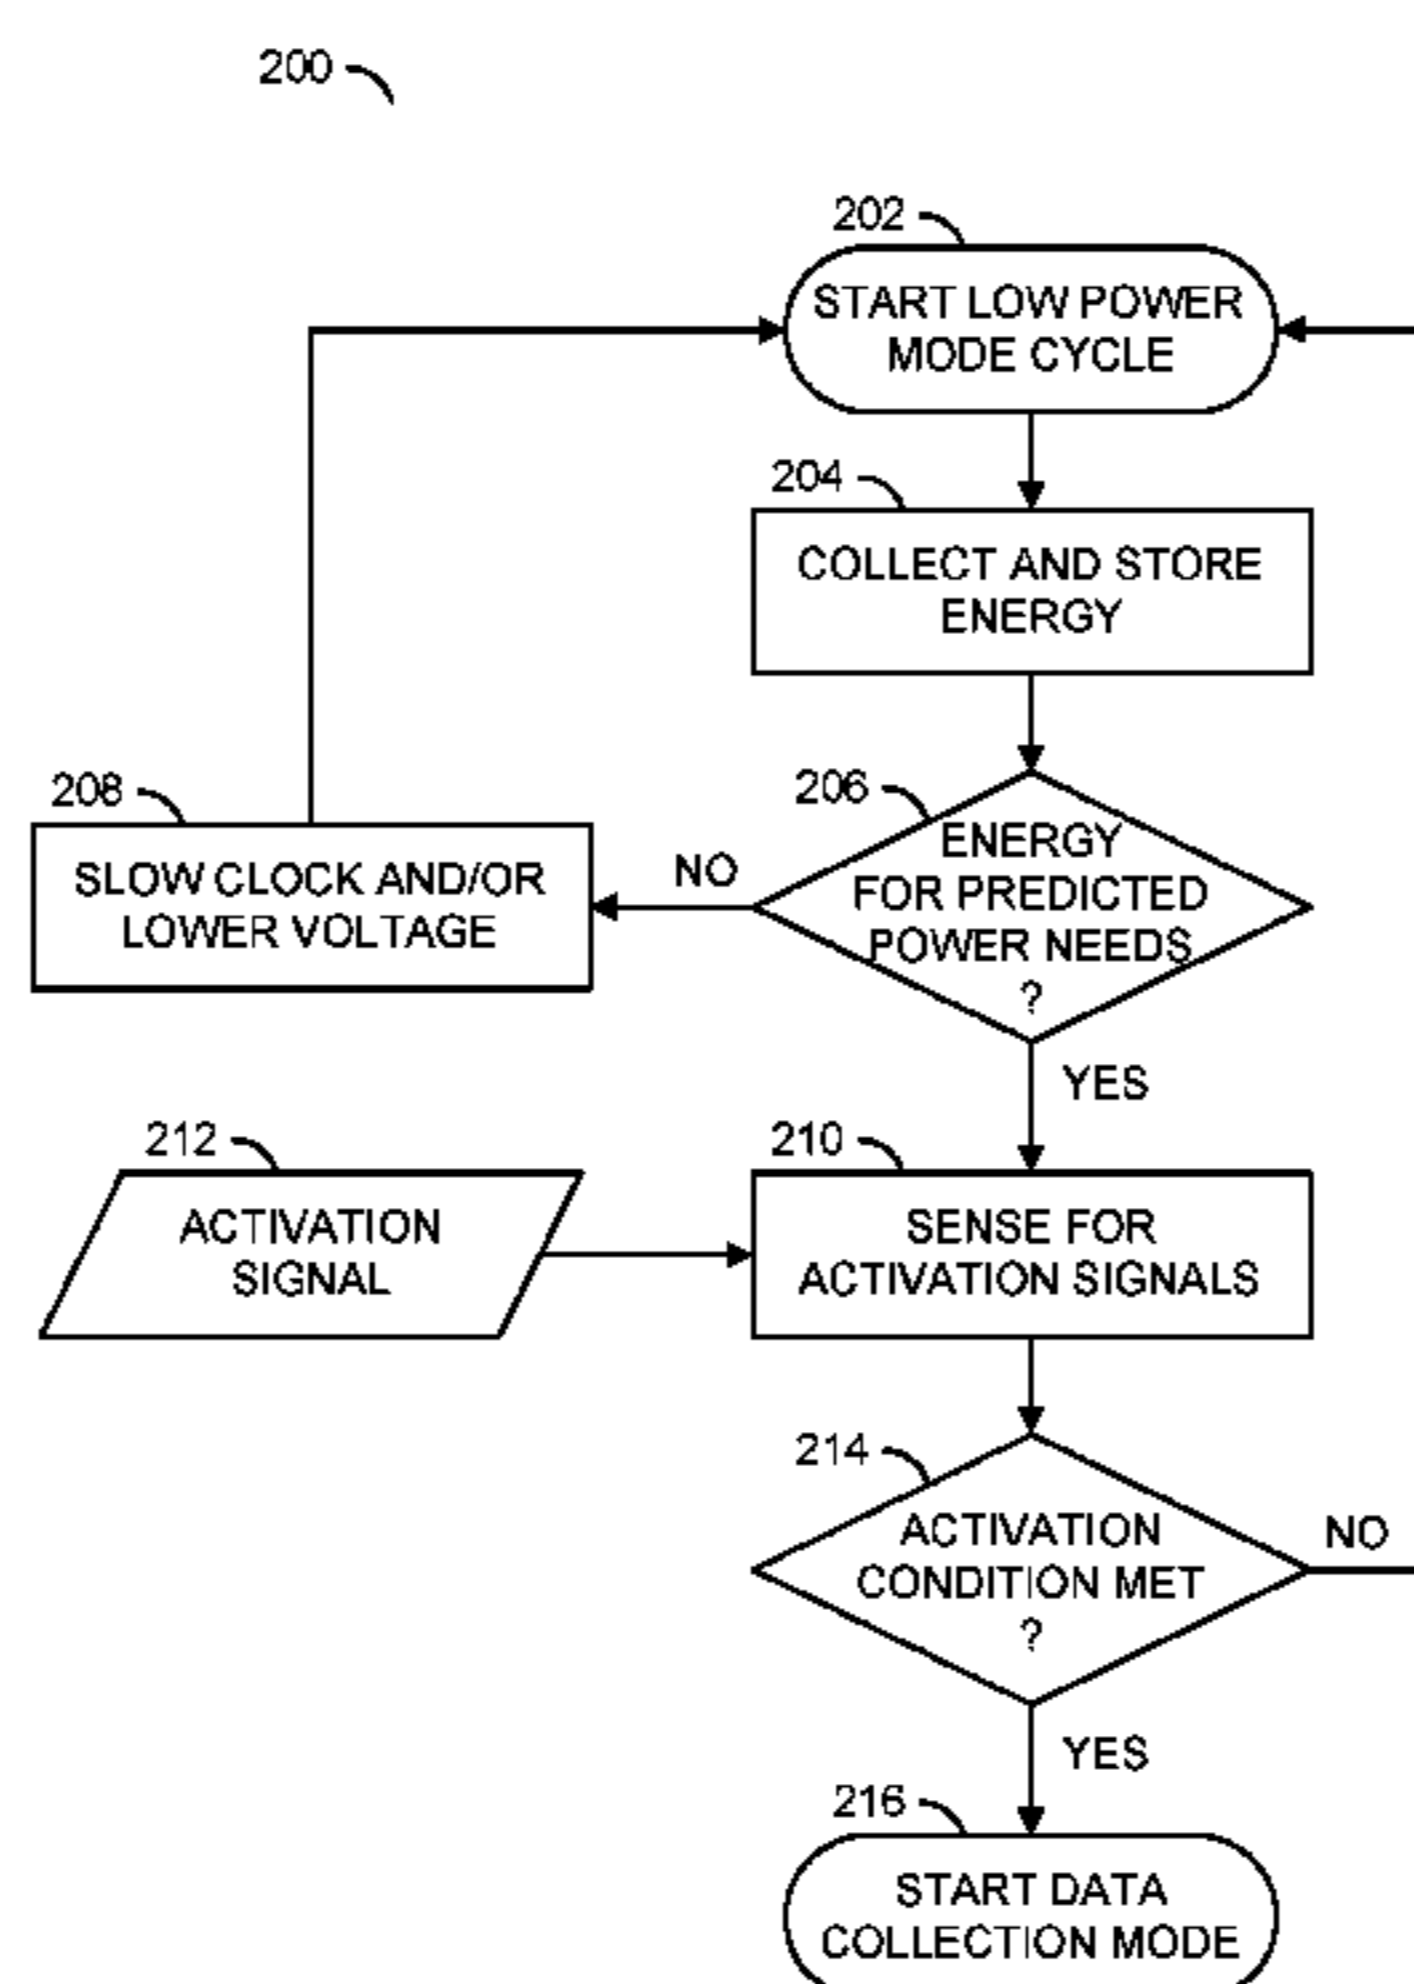 200
202
START LOW POWER
MODE CYCLE
204
COLLECT AND STORE
ENERGY
206
ENERGY
FOR PREDICTED
POWER NEEDS
?
NO
208
SLOW CLOCK AND/OR
LOWER VOLTAGE
YES
212
ACTIVATION
SIGNAL
210
SENSE FOR
ACTIVATION SIGNALS
214
ACTIVATION
CONDITION MET
?
NO
YES
216
START DATA
COLLECTION MODE